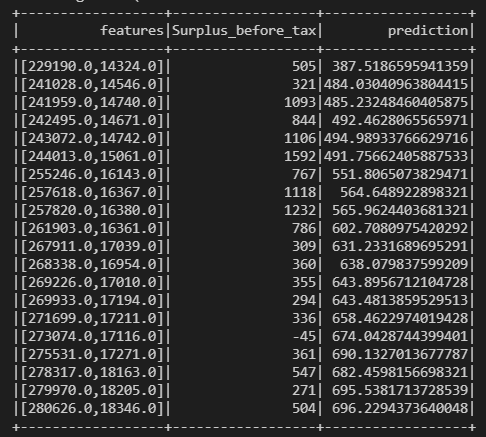 +-------------------+------------------+------------------+
|           features|Surplus_before_tax|        prediction|
+-------------------+------------------+------------------+
|[229190.0,14324.0]|               505| 387.5186595941359|
|[241028.0,14546.0]|               321|484.03040963804415|
|[241959.0,14740.0]|              1093|485.23248460405875|
|[242495.0,14671.0]|               844|  492.4628065565971|
|[243072.0,14742.0]|              1106|494.98933766629716|
|[244013.0,15061.0]|              1592|491.75662405887533|
|[255246.0,16143.0]|               767| 551.8065073829471|
|[257618.0,16367.0]|              1118|  564.648922898321|
|[257820.0,16380.0]|              1232| 565.9624403681321|
|[261903.0,16361.0]|               786| 602.7080975420292|
|[267911.0,17039.0]|               309| 631.2331689695291|
|[268338.0,16954.0]|               360|  638.079837599209|
|[269226.0,17010.0]|               355| 643.8956712104728|
|[269933.0,17194.0]|               294| 643.4813859529513|
|[271699.0,17211.0]|               336| 658.4622974019428|
|[273074.0,17116.0]|               -45| 674.0428744399401|
|[275531.0,17271.0]|               361| 690.1327013677787|
|[278317.0,18163.0]|               547| 682.4598156698321|
|[279970.0,18205.0]|               271| 695.5381713728539|
|[280626.0,18346.0]|               504| 696.2294373640048|
+-------------------+------------------+------------------+